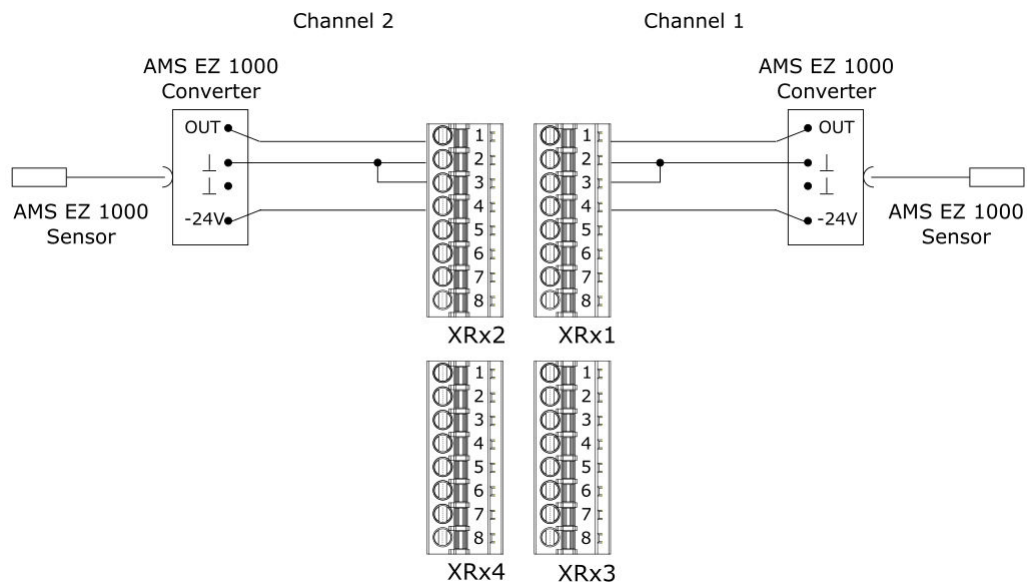 Channel 2
Channel 1
AMS EZ 1000
Converter
AMS EZ 1000
Converter
OUT
⊥
⊥
-24V
AMS EZ 1000
Sensor
1
2
3
4
5
6
7
8
XRx2
1
2
3
4
5
6
7
8
XRx1
OUT
⊥
⊥
-24V
AMS EZ 1000
Sensor
1
2
3
4
5
6
7
8
XRx4
1
2
3
4
5
6
7
8
XRx3